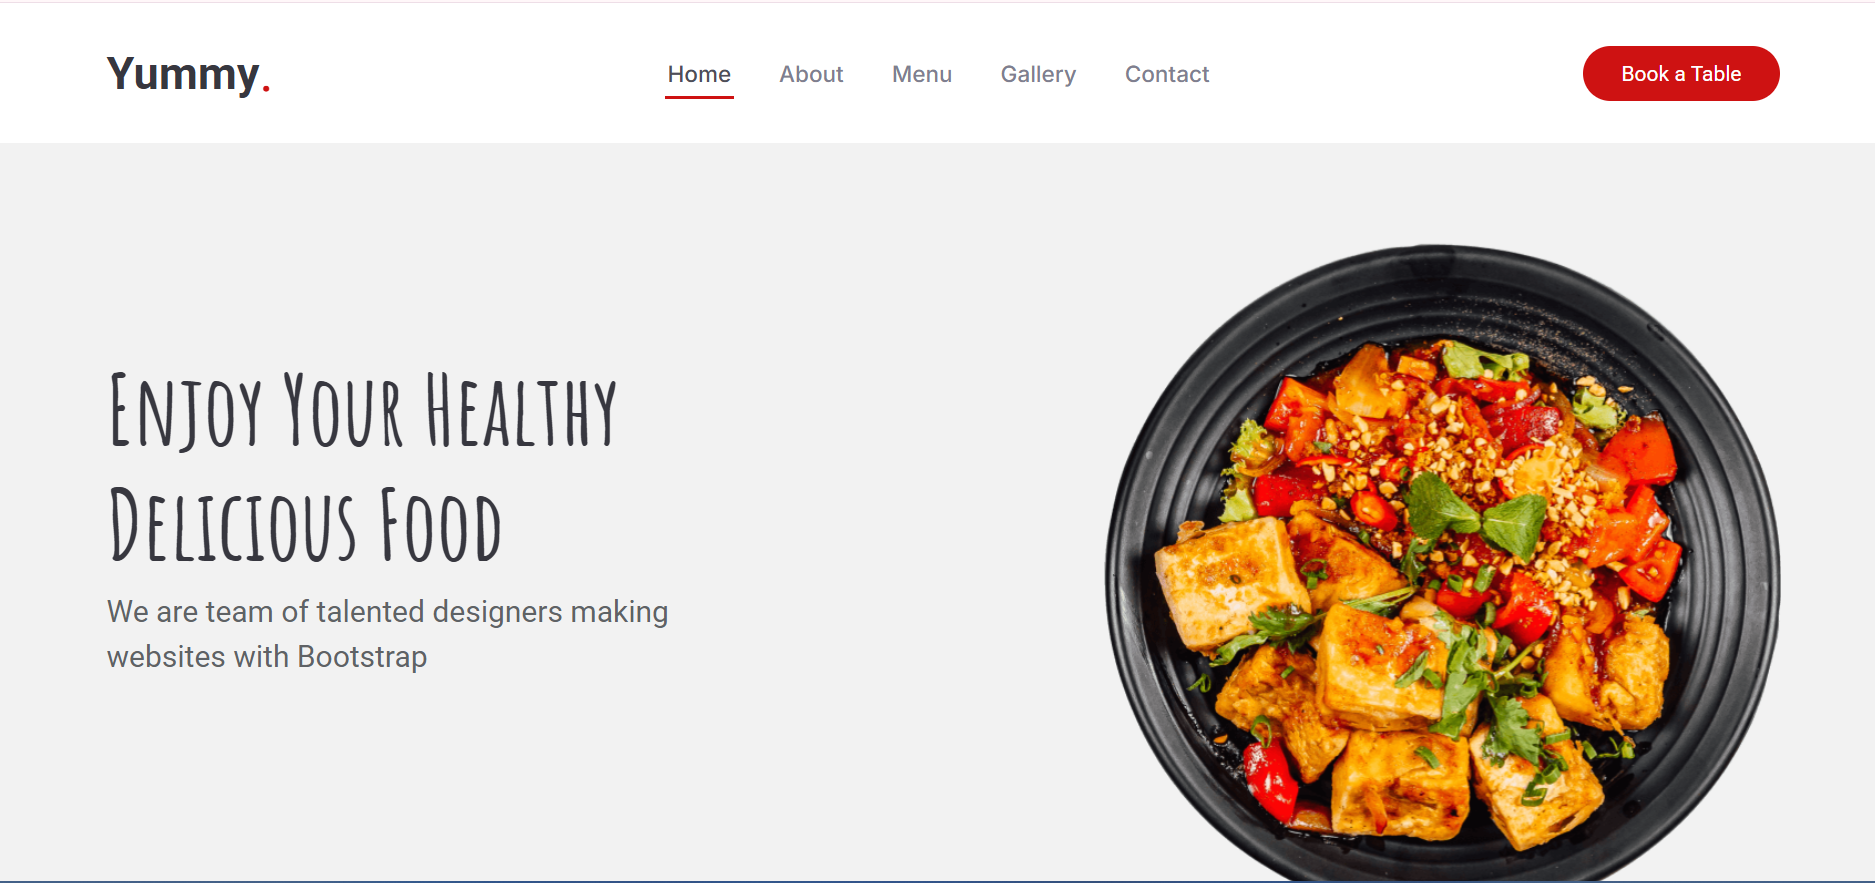 Yummy.
Home About Menu Gallery Contact
Book a Table
Enjoy Your Healthy
Delicious Food
We are team of talented designers making
websites with Bootstrap